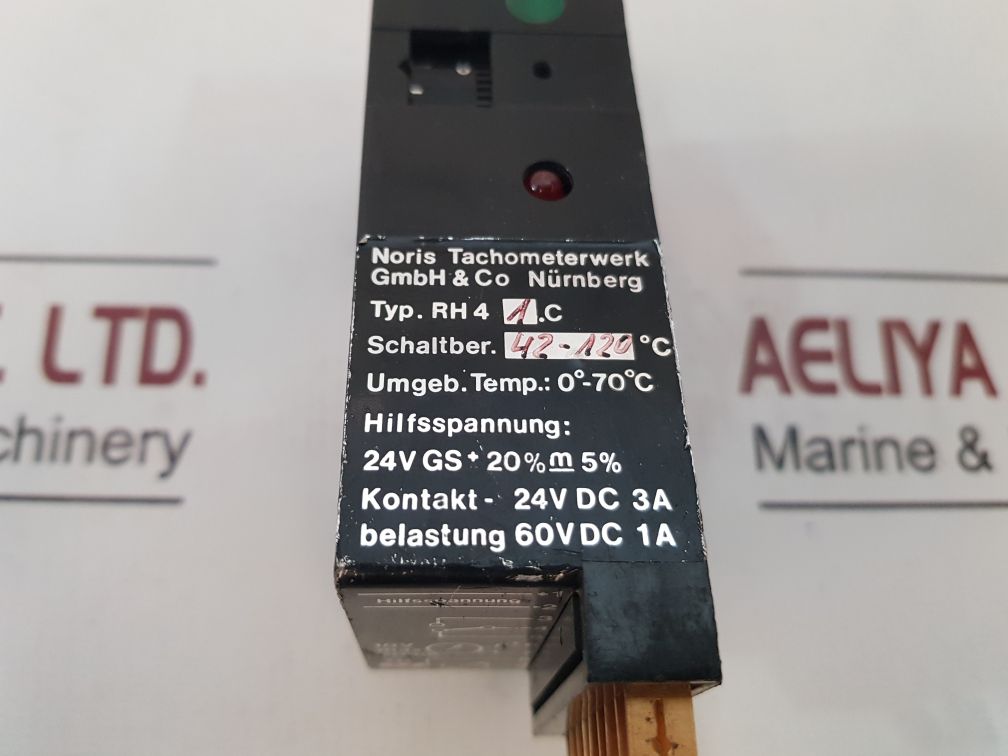 Noris Tachometerwerk
GmbH & Co Nürnberg
Typ. RH 4 1.C
Schaltber. 42-120 °C
Umgeb. Temp.: 0°-70°C
Hilfsspannung:
24V GS + 20% m 5%
Kontakt- 24V DC 3A
belastung 60V DC 1A
Hilfsspannung
LTD.
AELIYA
Marine &